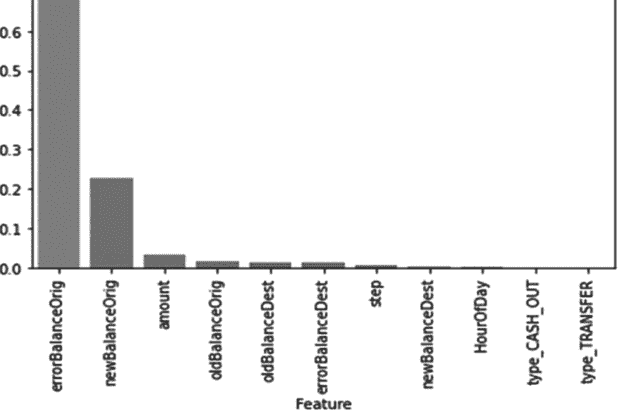 0.6
0.5
0.4
0.3
0.2
0.1
0.0
errorBalanceOrig
newBalanceOrig
amount
oldBalanceOrig
oldBalanceDest
errorBalanceDest
step
newBalanceDest
HourOfDay
type_CASH_OUT
type_TRANSFER
Feature